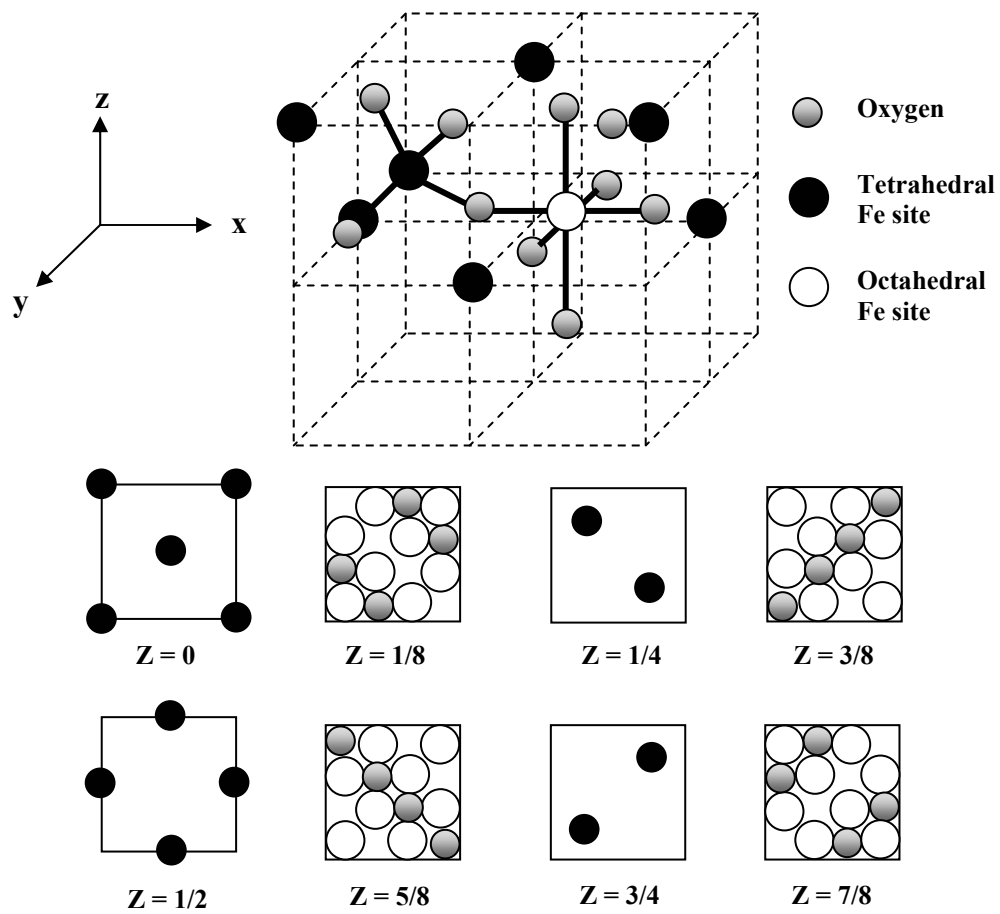 z
x
y
Oxygen
Tetrahedral
Fe site
Octahedral
Fe site
Z = 0
Z = 1/8
Z = 1/4
Z = 3/8
Z = 1/2
Z = 5/8
Z = 3/4
Z = 7/8